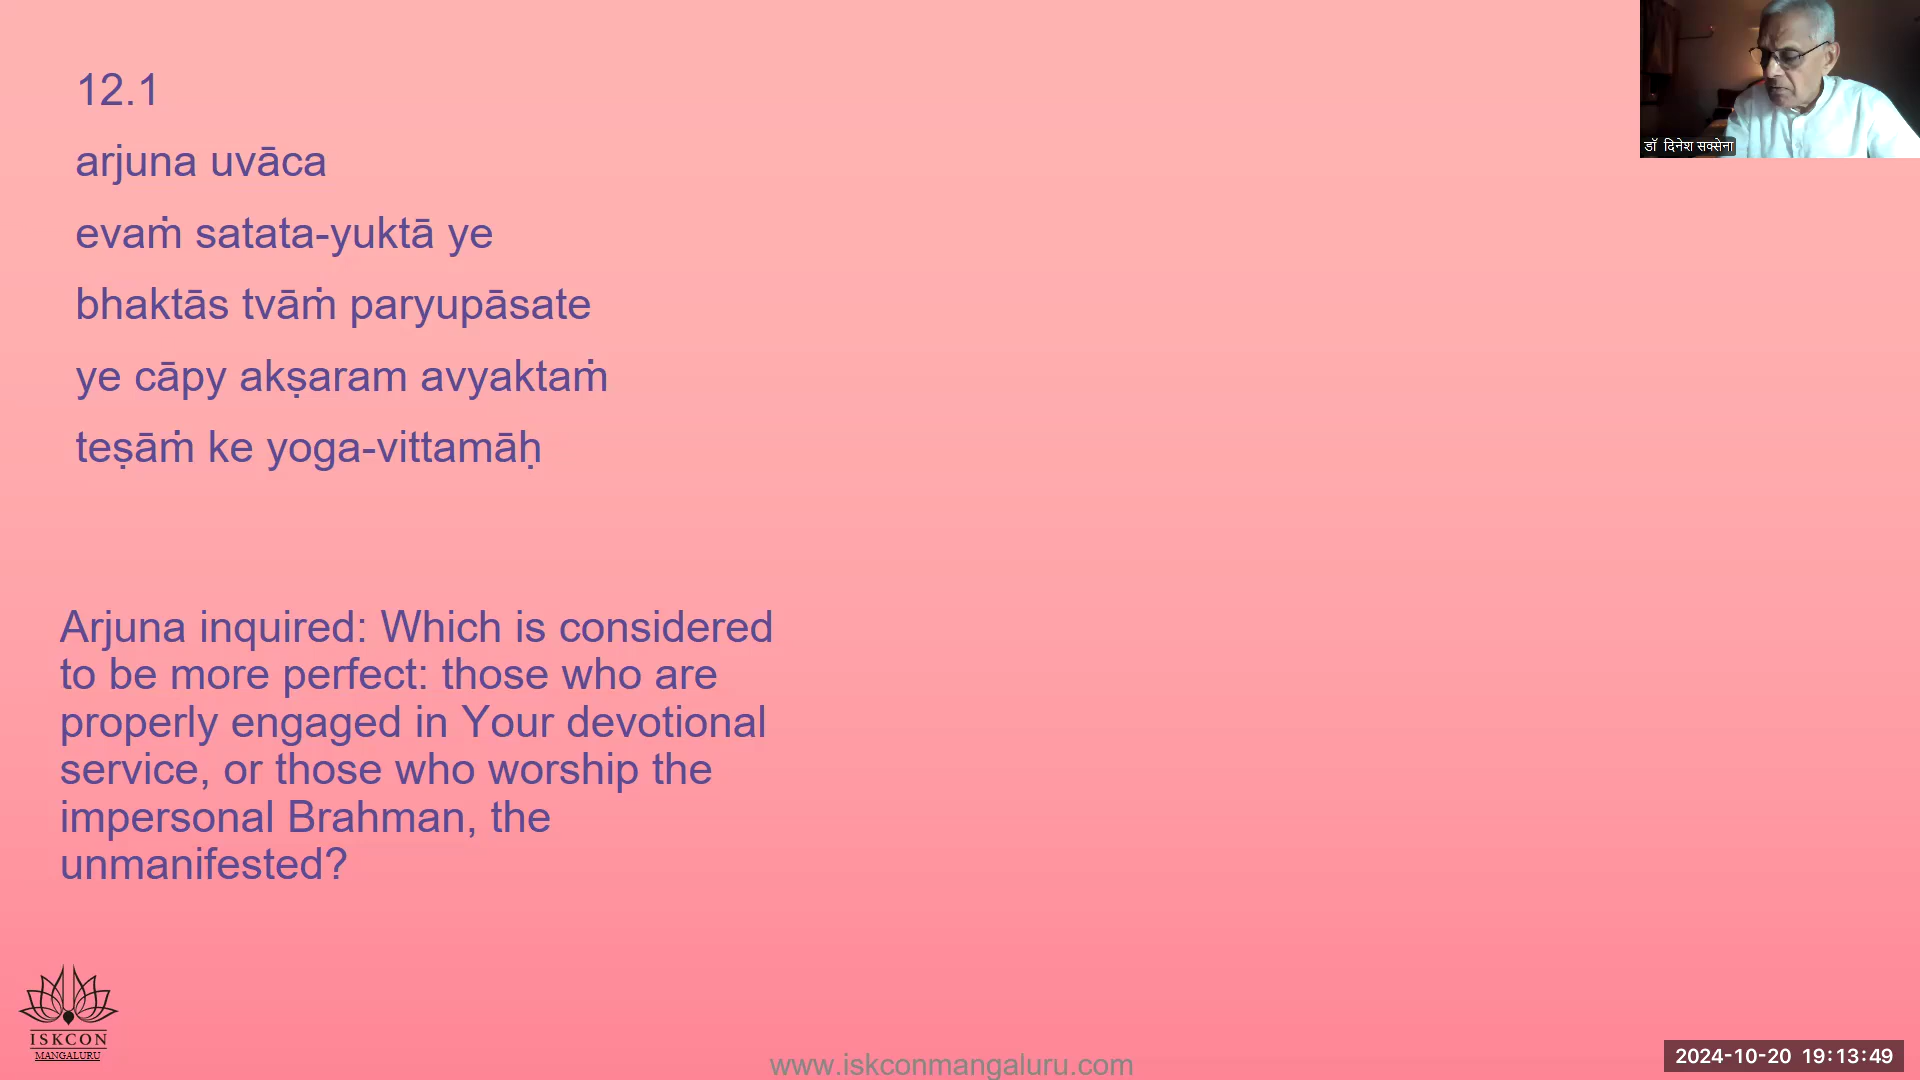 12.1
arjuna uvāca
evaṁ satata-yuktā ye
bhaktās tvāṁ paryupāsate
ye cāpy akṣaram avyaktaṁ
teṣāṁ ke yoga-vittamāḥ
Arjuna inquired: Which is considered
to be more perfect: those who are
properly engaged in Your devotional
service, or those who worship the
impersonal Brahman, the
unmanifested?
डॉ दिनेश सक्सेना
ISKCON
MANGALURU
www.iskconmangaluru.com
2024-10-20 19:13:49